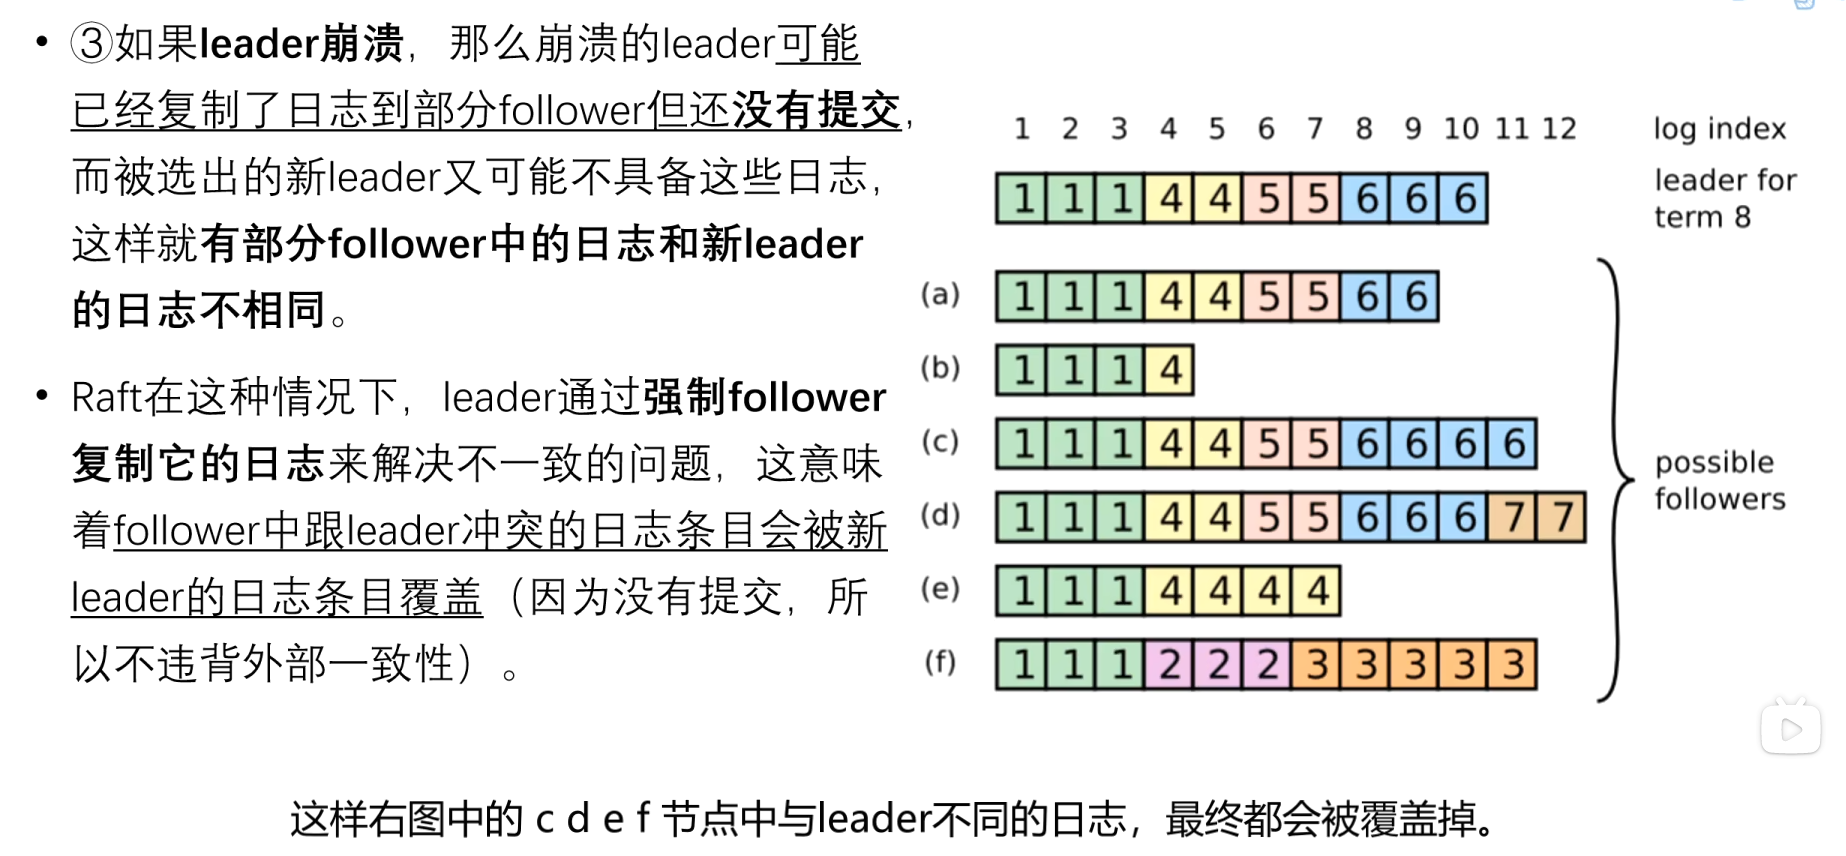 • ③如果leader崩溃，那么崩溃的leader可能
已经复制了日志到部分follower但还没有提交，
而被选出的新leader又可能不具备这些日志，
这样就有部分follower中的日志和新leader
的日志不相同。
• Raft在这种情况下，leader通过强制follower
复制它的日志来解决不一致的问题，这意味
着follower中跟leader冲突的日志条目会被新
leader的日志条目覆盖（因为没有提交，所
以不违背外部一致性）。
1 2 3 4 5 6 7 8 9 10 11 12 log index
1 1 1 4 4 5 5 6 6 6 leader for
term 8
(a) 1 1 1 4 4 5 5 6 6
(b) 1 1 1 4
(c) 1 1 1 4 4 5 5 6 6 6 6
(d) 1 1 1 4 4 5 5 6 6 6 7 7
(e) 1 1 1 4 4 4 4
(f) 1 1 1 2 2 2 3 3 3 3 3
possible
followers
这样右图中的 c d e f 节点中与leader不同的日志，最终都会被覆盖掉。